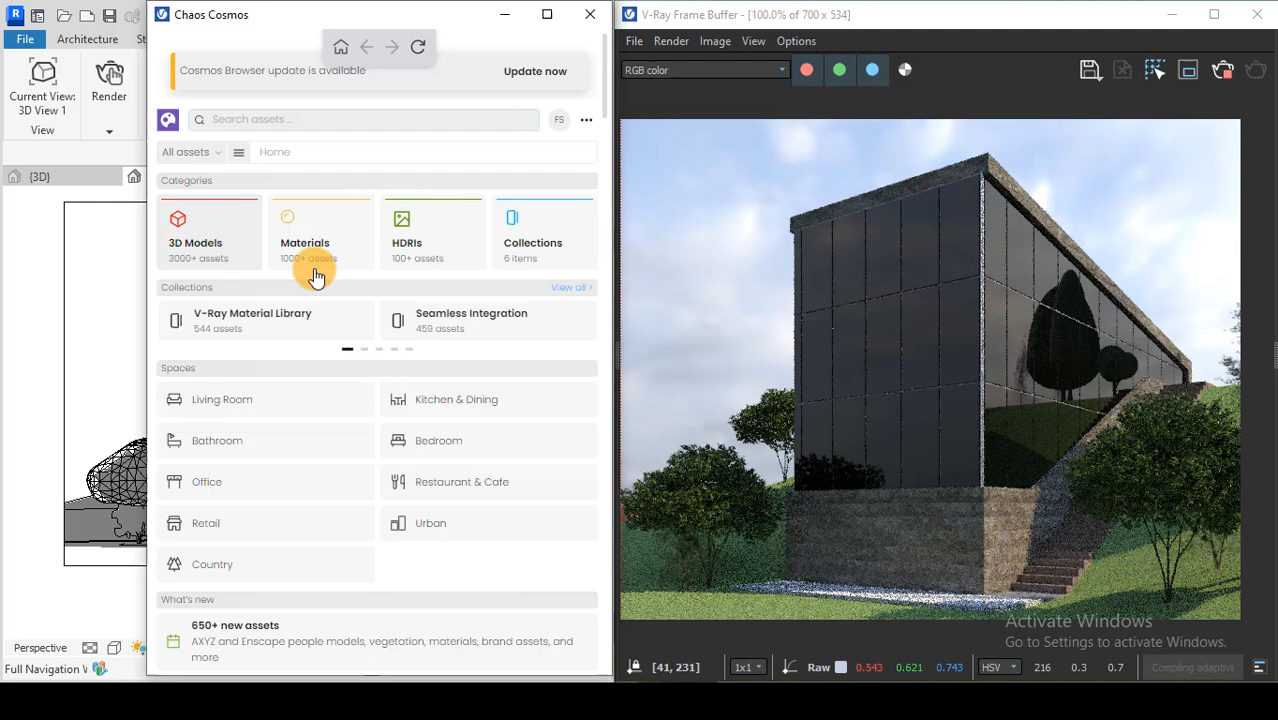 Chaos Cosmos
File
Architecture
St
Current View:
3D View 1
Render
View
{3D}
Cosmos Browser update is available
Update now
Search assets ...
FS
All assets
Home
Categories
3D Models
3000+ assets
Materials
1000+ assets
HDRIs
100+ assets
Collections
6 items
Collections
View all >
V-Ray Material Library
544 assets
Seamless Integration
459 assets
Spaces
Living Room
Kitchen & Dining
Bathroom
Bedroom
Office
Restaurant & Cafe
Retail
Urban
Country
What's new
650+ new assets
AXYZ and Enscape people models, vegetation, materials, brand assets, and
more
Perspective
Full Navigation W
V-Ray Frame Buffer - [100.0% of 700 x 534]
File Render Image View Options
RGB color
Activate Windows
Go to Settings to activate Windows.
[41, 231]
1x1
Raw
0.543 0.621 0.743
HSV
216 0.3 0.7
Compiling adaptive